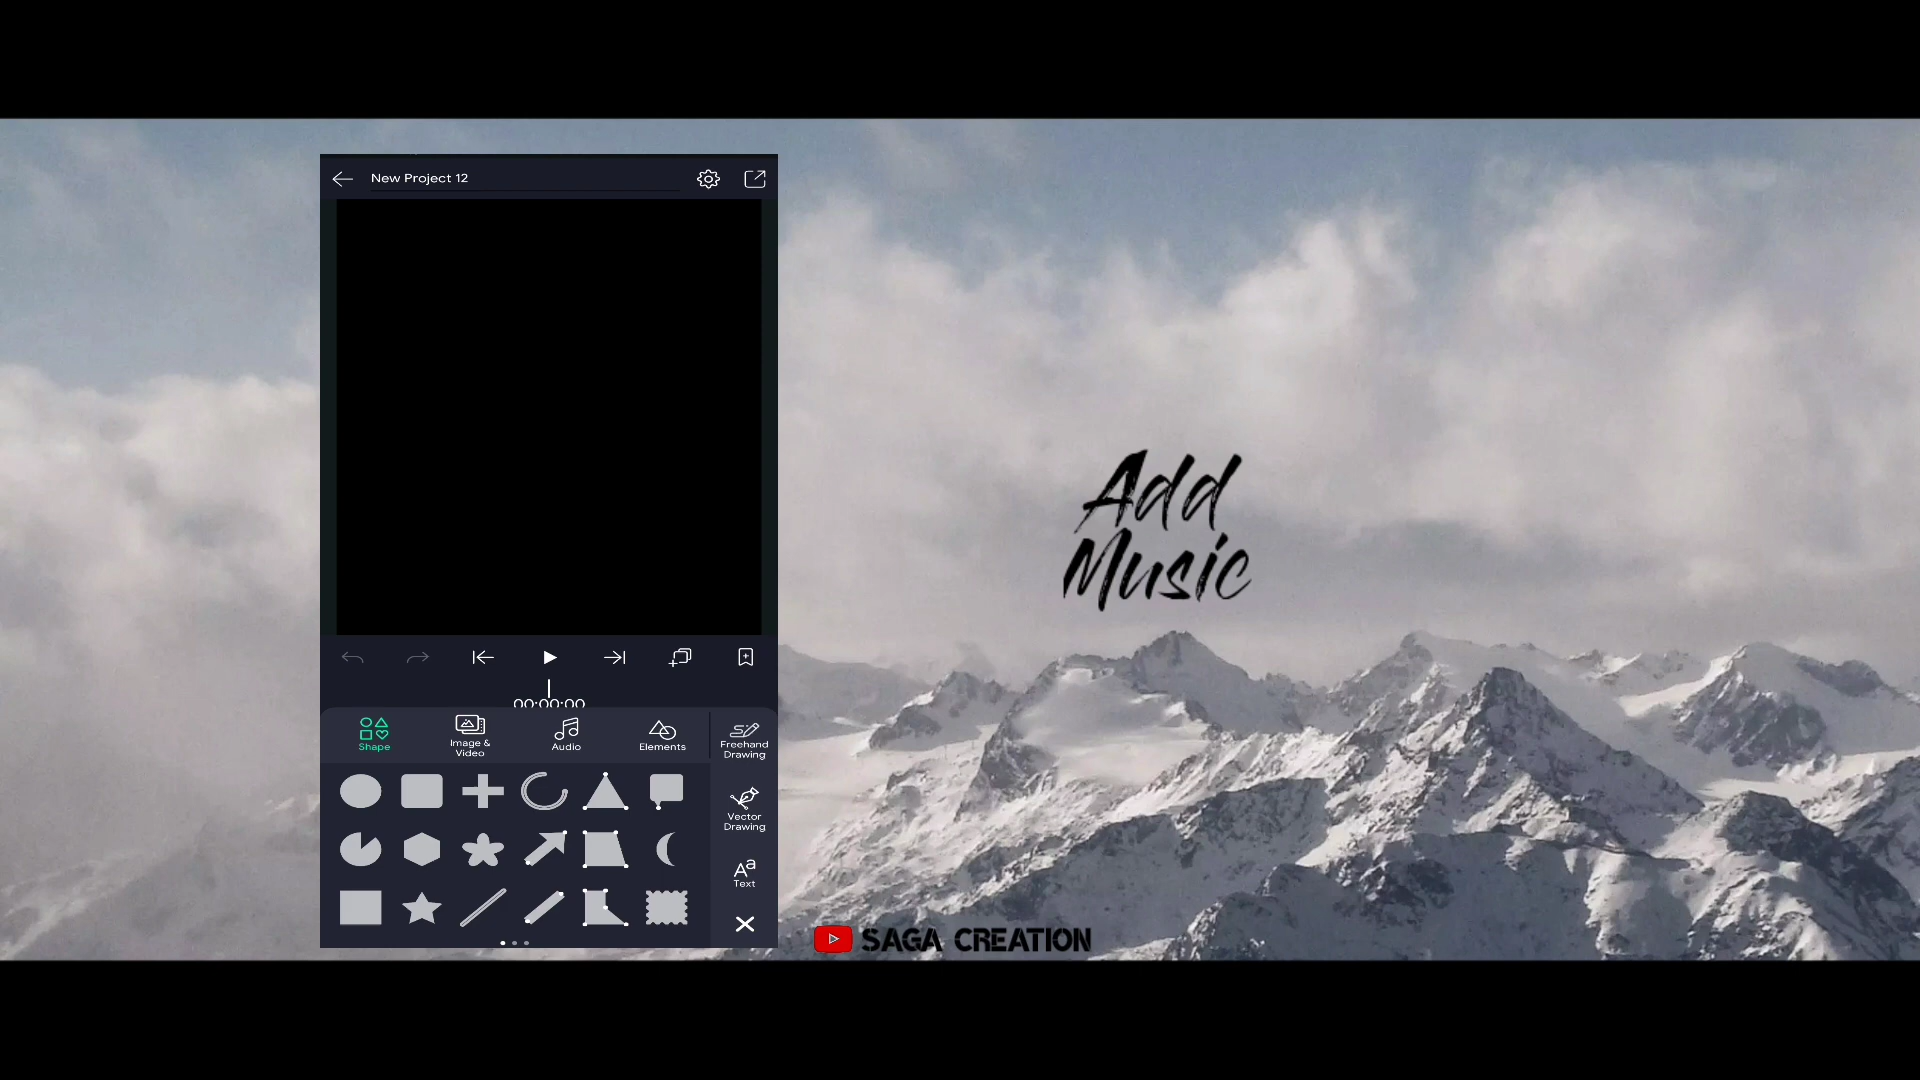 New Project 12
00:00:00
Shape
Image &
Video
Audio
Elements
Freehand
Drawing
Vector
Drawing
Aa
Text
Add
Music
SAGA CREATION